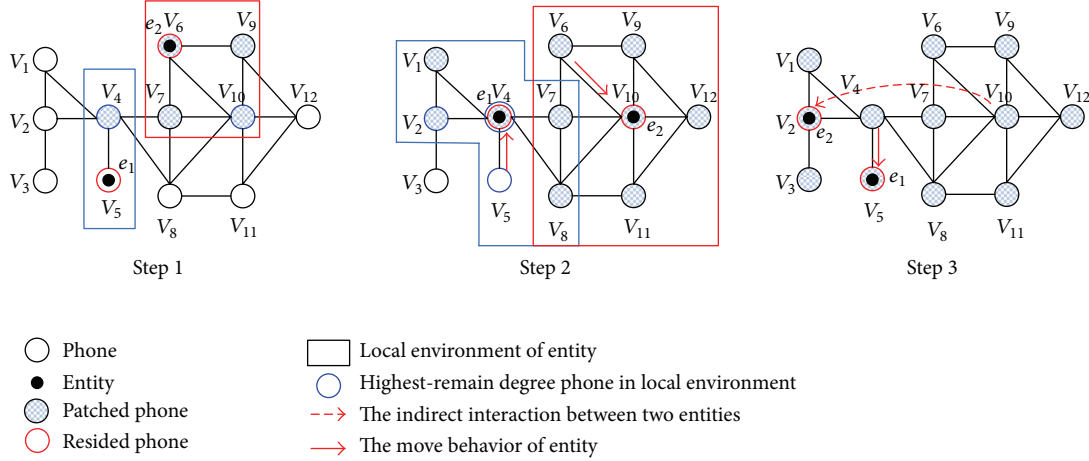 e2 V6 V9
V1
V4 V7 V10 V12
V2
e1
V3 V5
V8 V11
Step 1
V6 V9
V1
e1 V4 V7 V10 V12
V2
e2
V3 V5
V8 V11
Step 2
V6 V9
V1
V4 V7 V10 V12
V2
e2
V3 e1
V5
V8 V11
Step 3
Phone
Entity
Patched phone
Resided phone
Local environment of entity
Highest-remain degree phone in local environment
The indirect interaction between two entities
The move behavior of entity